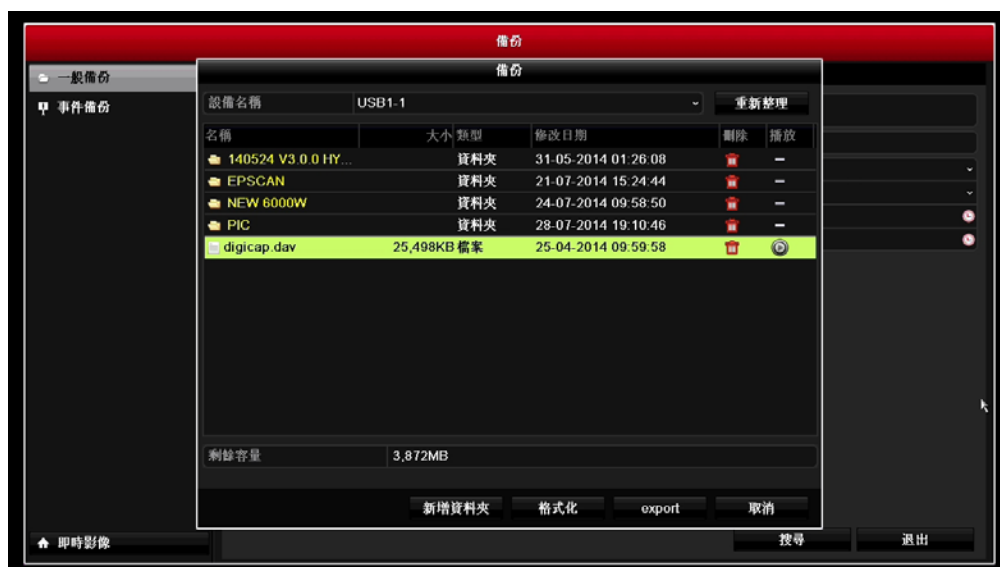 備份
一般備份
事件備份
備份
設備名稱 USB1-1 重新整理
名稱 大小 類型 修改日期 刪除 播放
140524 V3.0.0 HY... 資料夾 31-05-2014 01:26:08 –
EPSCAN 資料夾 21-07-2014 15:24:44 –
NEW 6000W 資料夾 24-07-2014 09:58:50 –
PIC 資料夾 28-07-2014 19:10:46 –
digicap.dav 25,498KB 檔案 25-04-2014 09:59:58
剩餘容量 3,872MB
新增資料夾 格式化 export 取消
即時影像 搜尋 退出